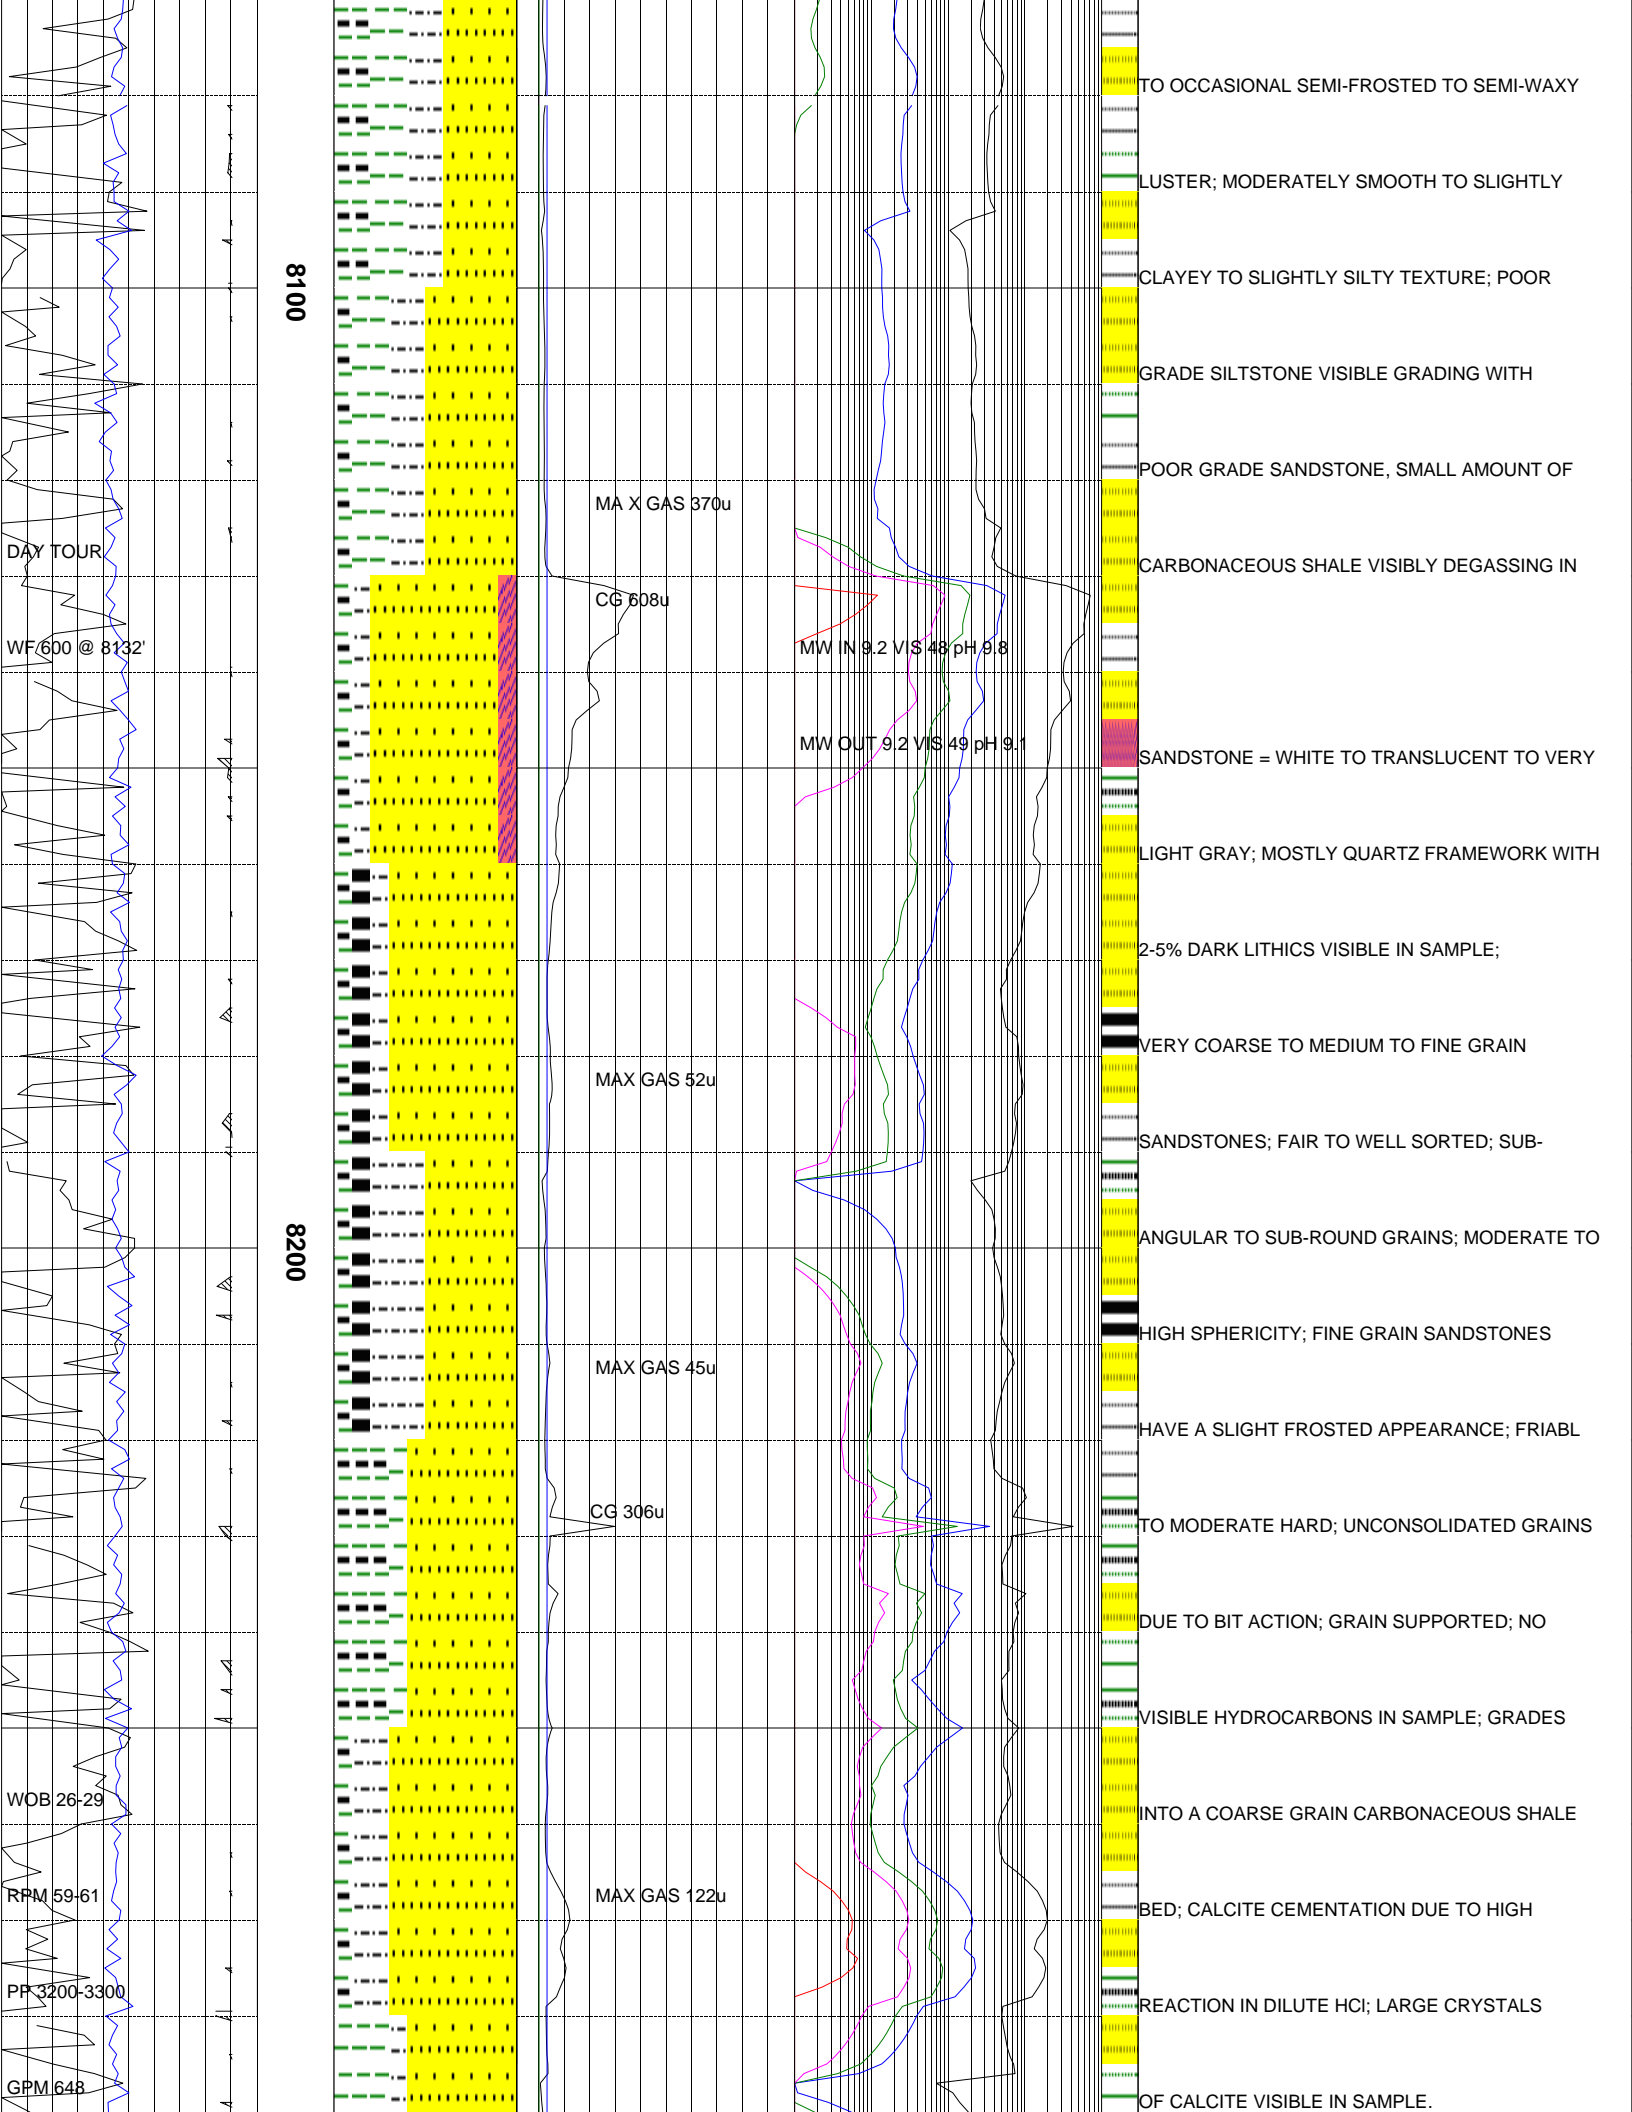 TO OCCASIONAL SEMI-FROSTED TO SEMI-WAXY
LUSTER; MODERATELY SMOOTH TO SLIGHTLY
8100
CLAYEY TO SLIGHTLY SILTY TEXTURE; POOR
GRADE SILTSTONE VISIBLE GRADING WITH
POOR GRADE SANDSTONE, SMALL AMOUNT OF
MA X GAS 370u
DAY TOUR
CARBONACEOUS SHALE VISIBLY DEGASSING IN
CG 608u
WF 600 @ 8132'
MW IN 9.2 VIS 48 pH 9.8
MW OUT 9.2 VIS 49 pH 9.1
SANDSTONE = WHITE TO TRANSLUCENT TO VERY
LIGHT GRAY; MOSTLY QUARTZ FRAMEWORK WITH
2-5% DARK LITHICS VISIBLE IN SAMPLE;
VERY COARSE TO MEDIUM TO FINE GRAIN
MAX GAS 52u
SANDSTONES; FAIR TO WELL SORTED; SUB-
8200
ANGULAR TO SUB-ROUND GRAINS; MODERATE TO
HIGH SPHERICITY; FINE GRAIN SANDSTONES
MAX GAS 45u
HAVE A SLIGHT FROSTED APPEARANCE; FRIABL
CG 306u
TO MODERATE HARD; UNCONSOLIDATED GRAINS
DUE TO BIT ACTION; GRAIN SUPPORTED; NO
VISIBLE HYDROCARBONS IN SAMPLE; GRADES
WOB 26-29
INTO A COARSE GRAIN CARBONACEOUS SHALE
RPM 59-61
MAX GAS 122u
BED; CALCITE CEMENTATION DUE TO HIGH
PP 3200-3300
REACTION IN DILUTE HCl; LARGE CRYSTALS
GPM 648
OF CALCITE VISIBLE IN SAMPLE.